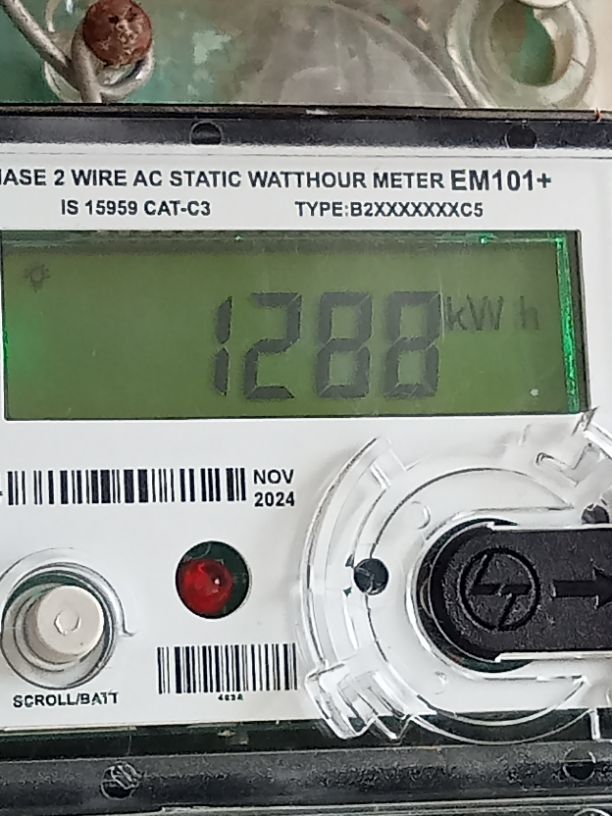 HASE 2 WIRE AC STATIC WATTHOUR METER EM101+
IS 15959 CAT-C3 TYPE:B2XXXXXXXC5
1288 kWh
NOV
2024
SCROLL/BATT